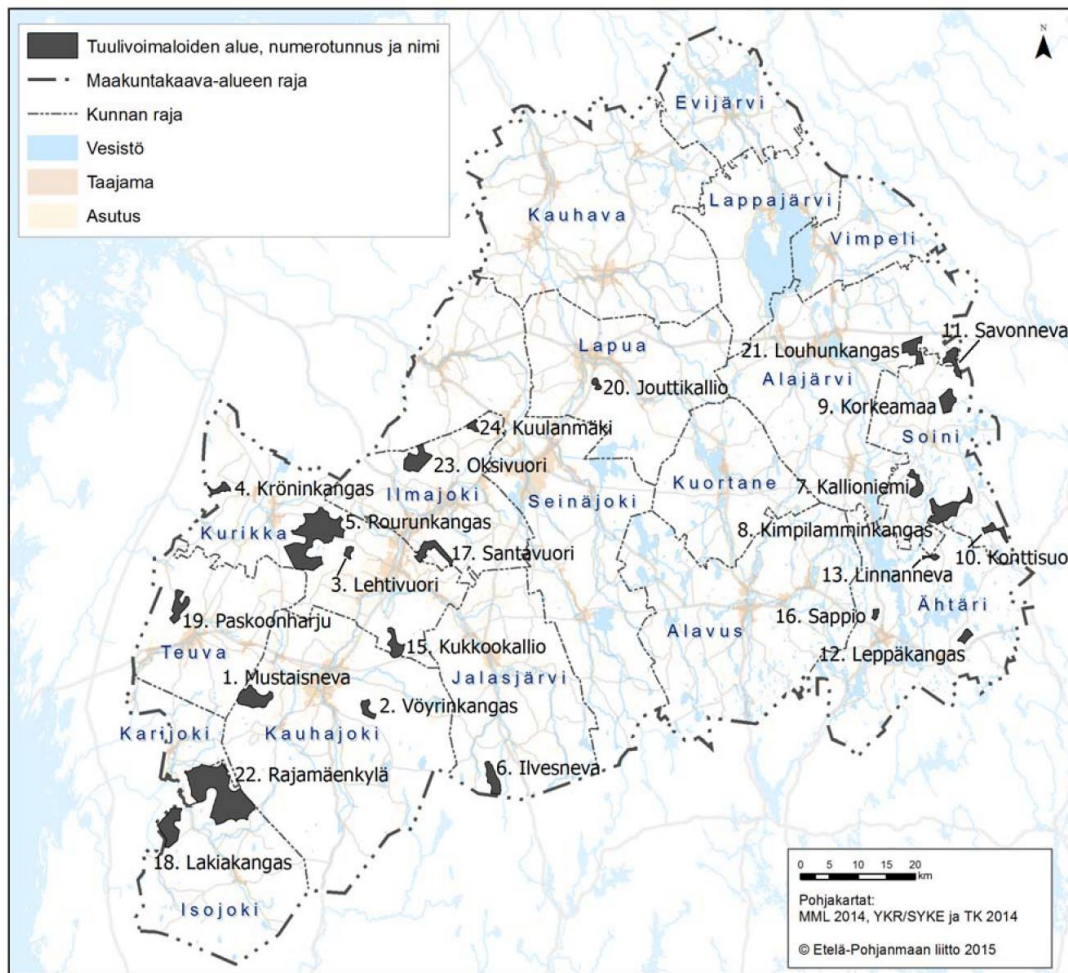 Tuulivoimaloiden alue, numerotunnus ja nimi
Maakuntakaava-alueen raja
Kunnan raja
Vesistö
Taajama
Asutus
N
Evijärvi
Lappajärvi
Kauhava
Vimpeli
11. Savonneva
21. Louhunkangas
Lapua
Alajärvi
20. Jouttikallio
9. Korkeamaa
24. Kuulanmäki
Soini
23. Oksivuori
4. Kröninkangas
Ilmajoki
Seinäjoki
Kuortane
7. Kallioniemi
5. Rourunkangas
Kurikka
8. Kimpilamminkangas
17. Santavuori
10. Konttisuo
3. Lehtivuori
13. Linnanneva
Ähtäri
19. Paskoonharju
16. Sappio
Alavus
15. Kukkookallio
Teuva
12. Leppäkangas
1. Mustaisneva
Jalasjärvi
2. Vöyrinkangas
Karijoki
Kauhajoki
22. Rajamäenkylä
6. Ilvesneva
18. Lakiakangas
Isojoki
0 5 10 15 20
km
Pohjakartat:
MML 2014, YKR/SYKE ja TK 2014
© Etelä-Pohjanmaan liitto 2015